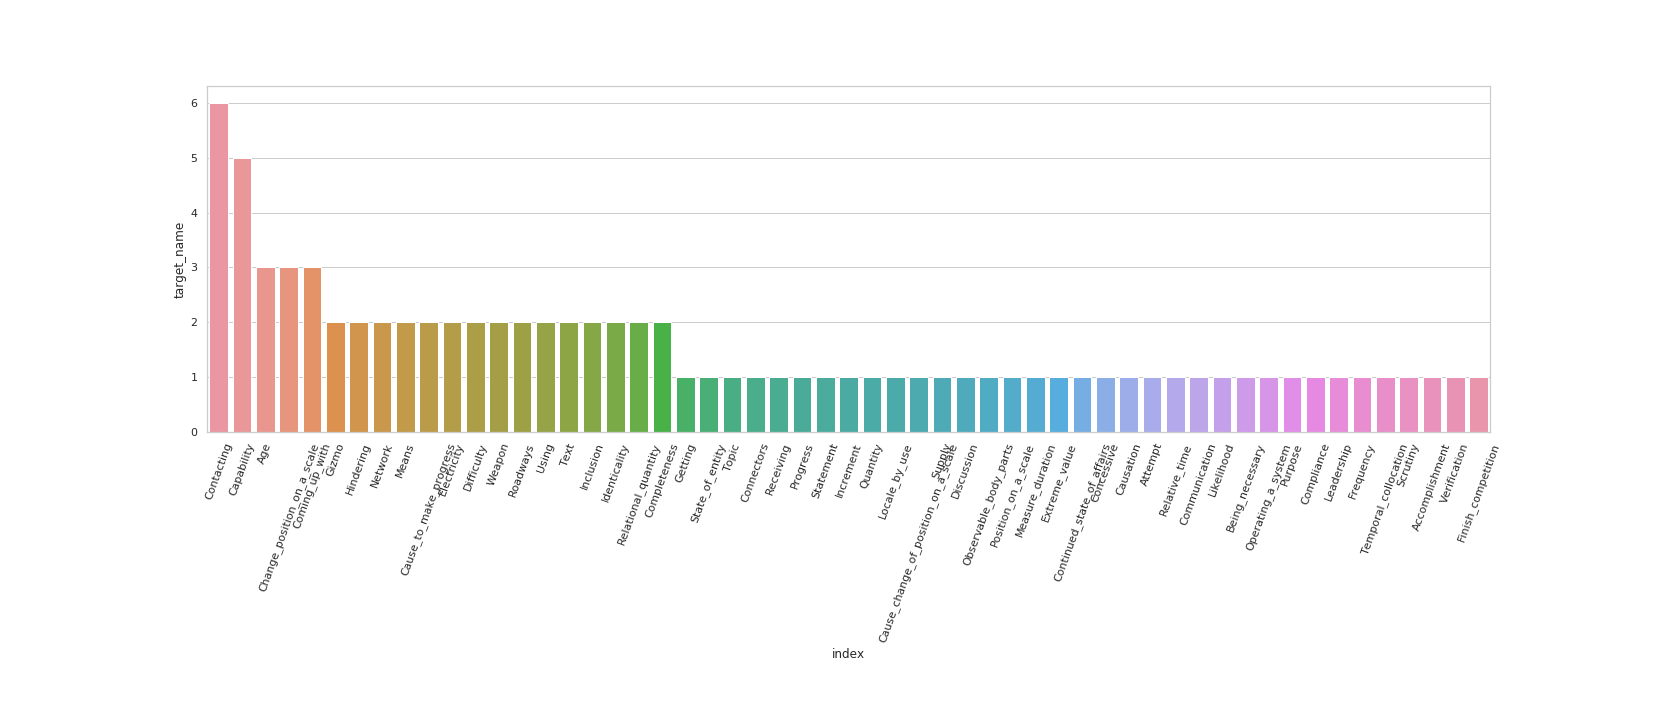 6
5
4
3
2
1
0
target_name
Contacting
Capability
Age
Change_position_on_a_scale
Coming_up_with
Gizmo
Hindering
Network
Means
Cause_to_make_progress
Electricity
Difficulty
Weapon
Roadways
Using
Text
Inclusion
Identicality
Relational_quantity
Completeness
Getting
State_of_entity
Topic
Connectors
Receiving
Progress
Statement
Increment
Quantity
Locale_by_use
Cause_change_of_position_on_a_scale
Supply
Discussion
Observable_body_parts
Position_on_a_scale
Measure_duration
Extreme_value
Continued_state_of_affairs
Concessive
Causation
Attempt
Relative_time
Communication
Likelihood
Being_necessary
Operating_a_system
Purpose
Compliance
Leadership
Frequency
Temporal_collocation
Scrutiny
Accomplishment
Verification
Finish_competition
index